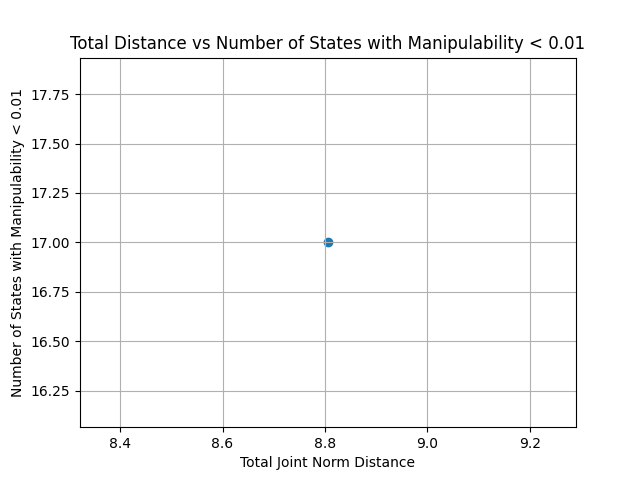 Total Distance vs Number of States with Manipulability < 0.01
Number of States with Manipulability < 0.01
17.75
17.50
17.25
17.00
16.75
16.50
16.25
8.4 8.6 8.8 9.0 9.2
Total Joint Norm Distance